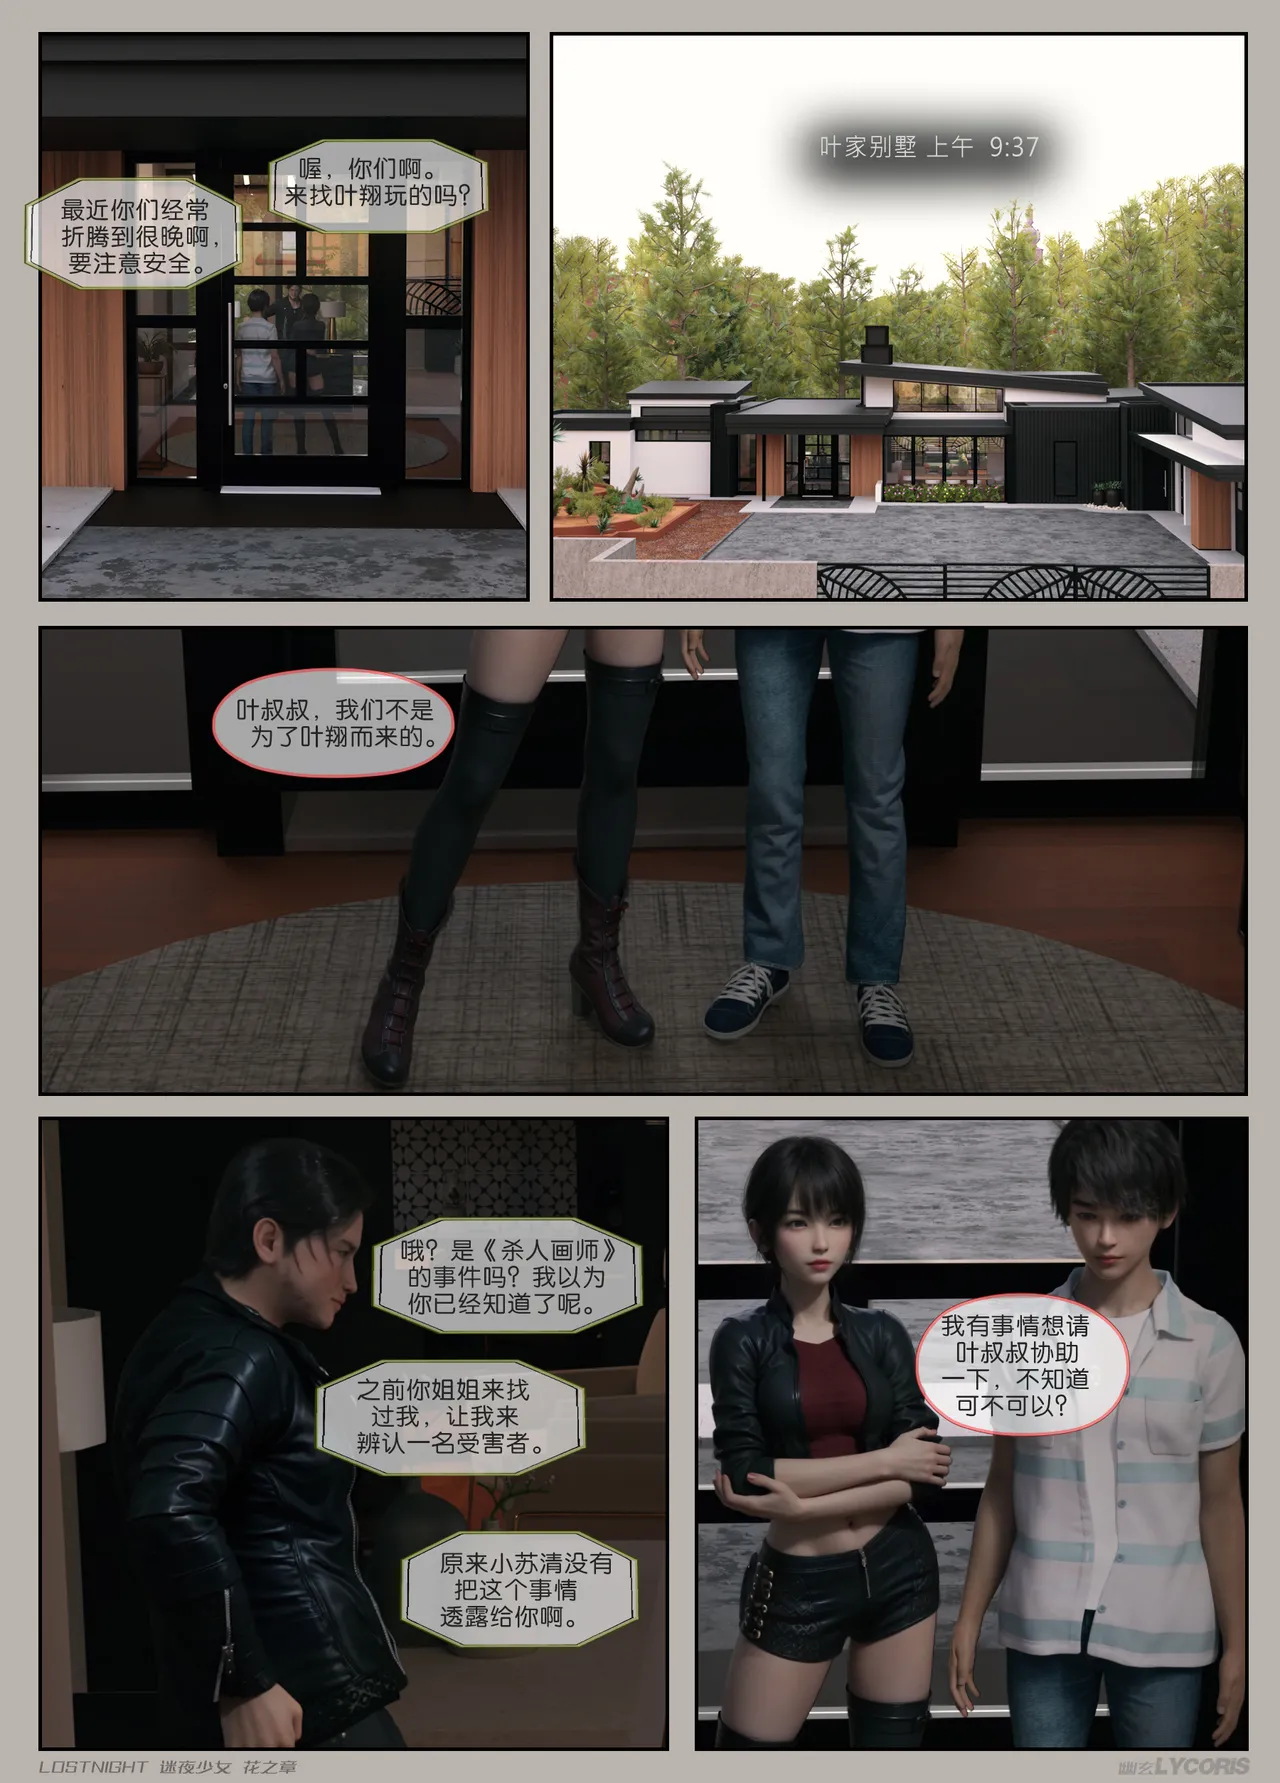 叶家别墅 上午 9:37
喔，你们啊。
来找叶翔玩的吗？
最近你们经常
折腾到很晚啊，
要注意安全。
叶叔叔，我们不是
为了叶翔而来的。
我有事情想请
叶叔叔协助
一下，不知道
可不可以？
哦？是《杀人画师》
的事件吗？我以为
你已经知道了呢。
之前你姐姐来找
过我，让我来
辨认一名受害者。
原来小苏清没有
把这个事情
透露给你啊。
LOSTNIGHT 迷夜少女 花之章
幽玄LYCORIS